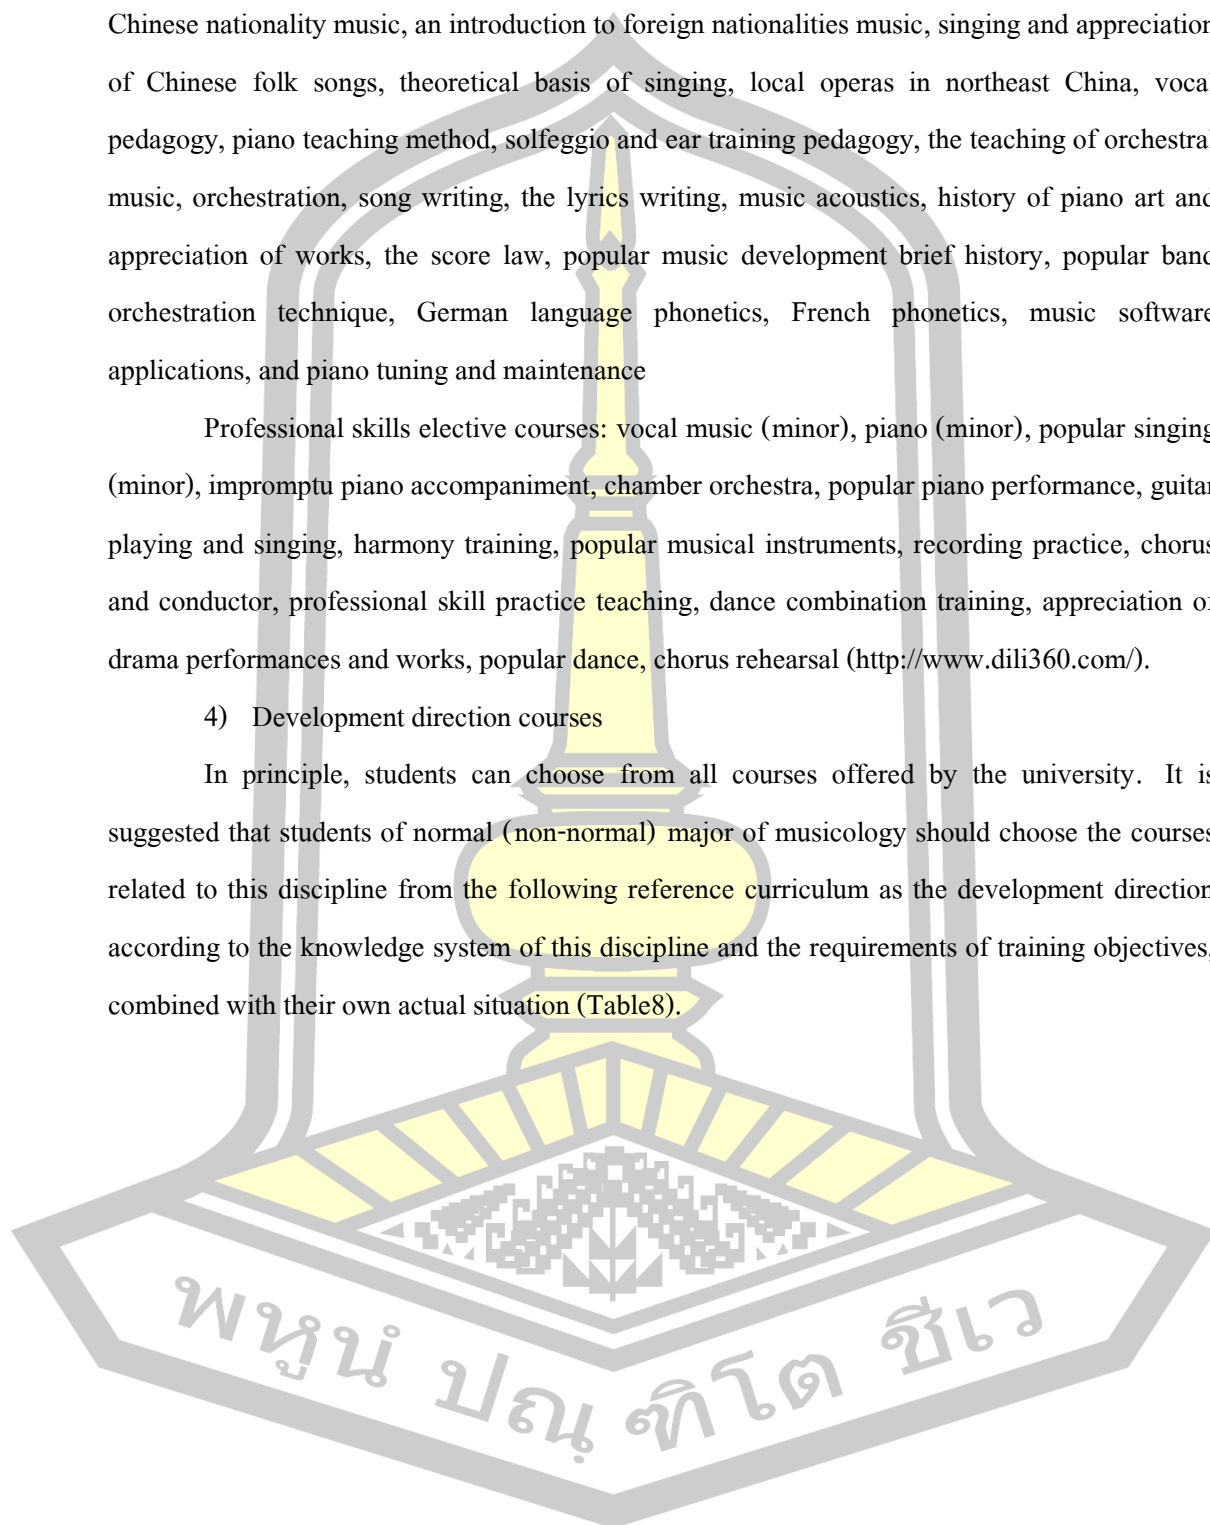 Chinese nationality music, an introduction to foreign nationalities music, singing and appreciation
of Chinese folk songs, theoretical basis of singing, local operas in northeast China, vocal
pedagogy, piano teaching method, solfeggio and ear training pedagogy, the teaching of orchestral
music, orchestration, song writing, the lyrics writing, music acoustics, history of piano art and
appreciation of works, the score law, popular music development brief history, popular band
orchestration technique, German language phonetics, French phonetics, music software
applications, and piano tuning and maintenance
Professional skills elective courses: vocal music (minor), piano (minor), popular singing
(minor), impromptu piano accompaniment, chamber orchestra, popular piano performance, guitar
playing and singing, harmony training, popular musical instruments, recording practice, chorus
and conductor, professional skill practice teaching, dance combination training, appreciation of
drama performances and works, popular dance, chorus rehearsal (http://www.dili360.com/).
4) Development direction courses
In principle, students can choose from all courses offered by the university. It is
suggested that students of normal (non-normal) major of musicology should choose the courses
related to this discipline from the following reference curriculum as the development direction
according to the knowledge system of this discipline and the requirements of training objectives,
combined with their own actual situation (Table8).
พหูนํ ปณฺ ฑิโต ชีเว